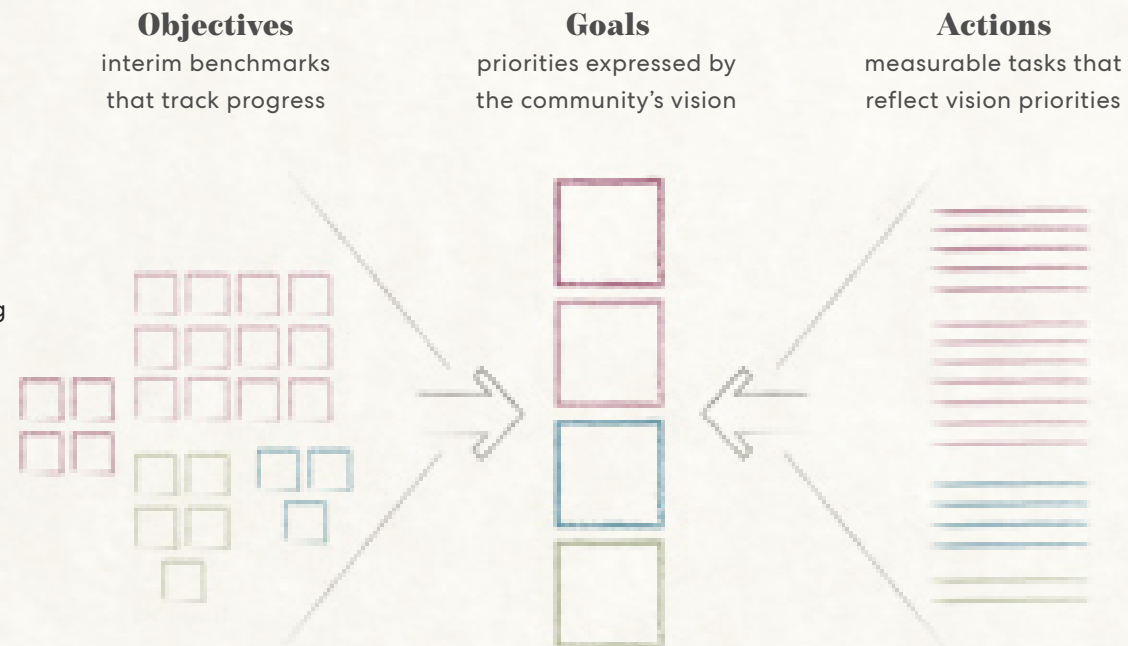 Objectives
interim benchmarks
that track progress
Goals
priorities expressed by
the community's vision
Actions
measurable tasks that
reflect vision priorities
g